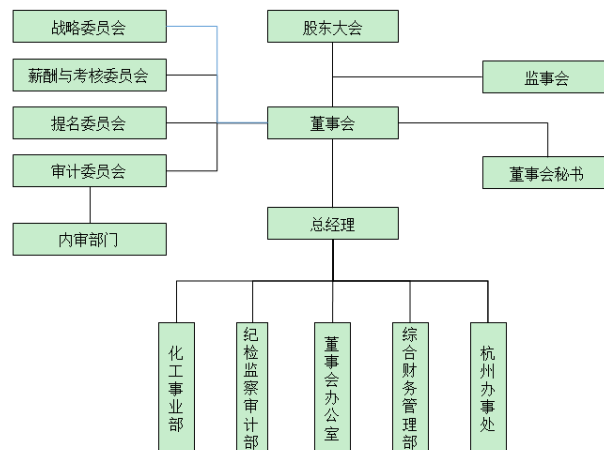 战略委员会
股东大会
薪酬与考核委员会
监事会
提名委员会
董事会
审计委员会
董事会秘书
内审部门
总经理
化工事业部
纪检监察审计部
董事会办公室
综合财务管理部
杭州办事处